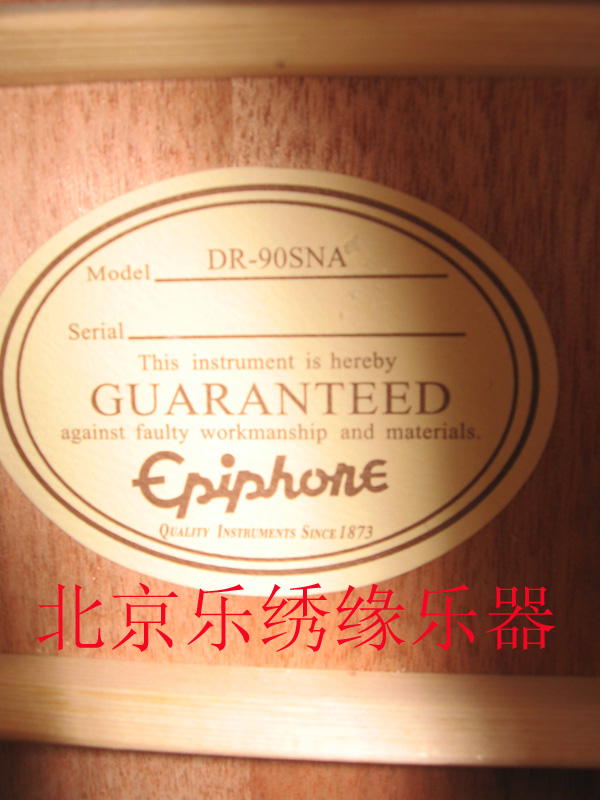 Model DR-90SNA
Serial
This instrument is hereby
GUARANTEED
against faulty workmanship and materials.
Epiphone
QUALITY INSTRUMENTS SINCE 1873
北京乐绣缘乐器